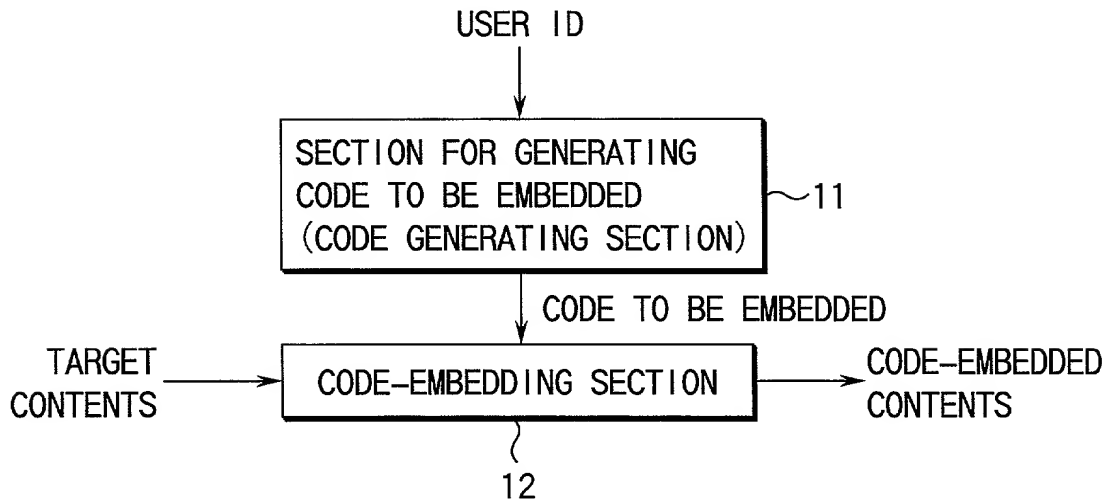 USER ID
SECTION FOR GENERATING
CODE TO BE EMBEDDED
(CODE GENERATING SECTION)
11
CODE TO BE EMBEDDED
TARGET
CONTENTS
CODE-EMBEDDING SECTION
CODE-EMBEDDED
CONTENTS
12